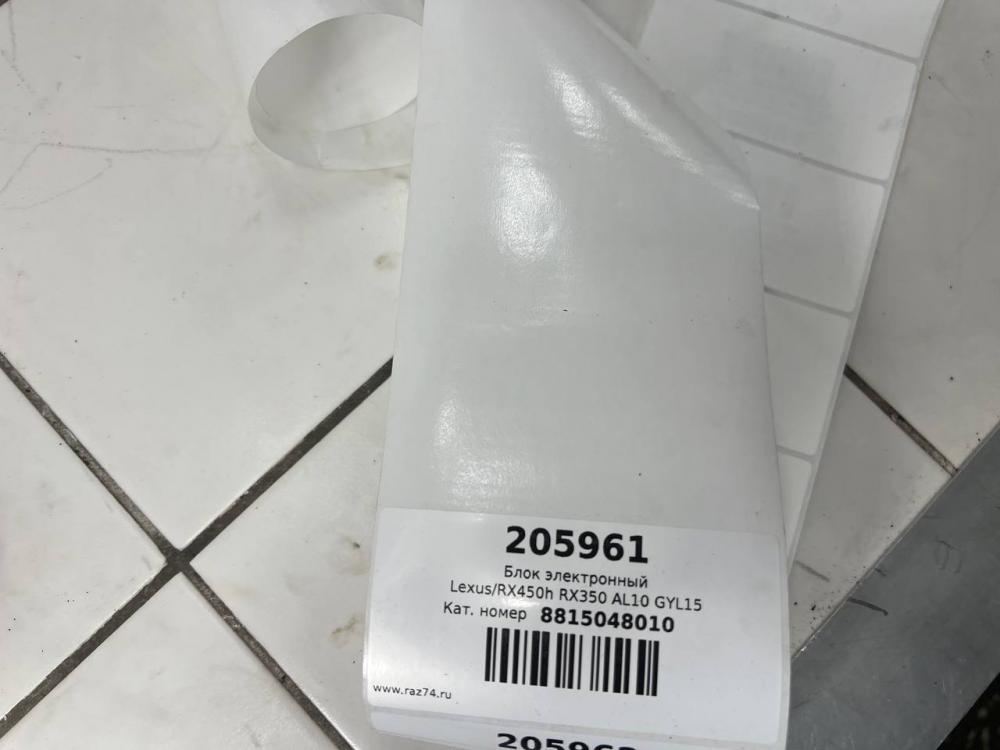 205961
Блок электронный
Lexus/RX450h RX350 AL10 GYL15
Кат. номер 8815048010
www.raz74.ru